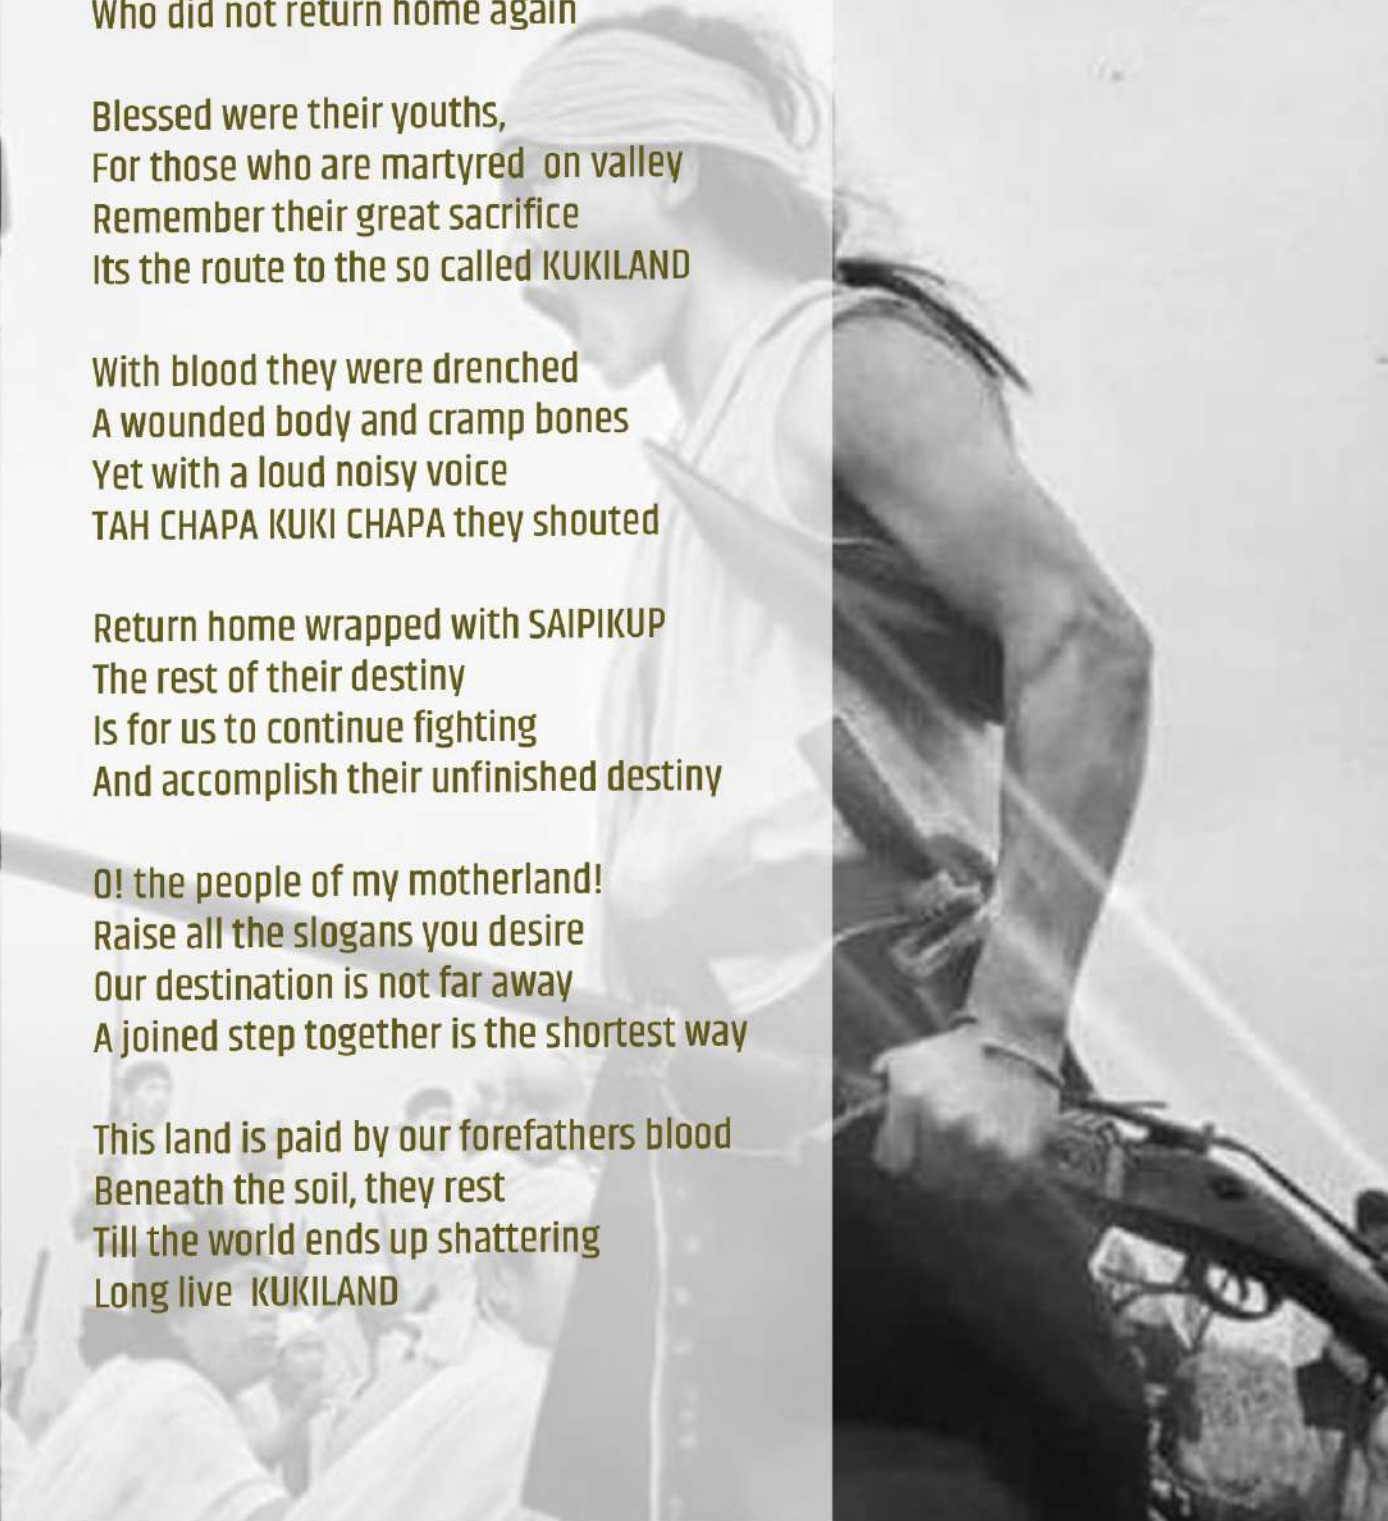 Who did not return home again
Blessed were their youths,
For those who are martyred on valley
Remember their great sacrifice
Its the route to the so called KUKILAND
With blood they were drenched
A wounded body and cramp bones
Yet with a loud noisy voice
TAH CHAPA KUKI CHAPA they shouted
Return home wrapped with SAIPIKUP
The rest of their destiny
Is for us to continue fighting
And accomplish their unfinished destiny
O! the people of my motherland!
Raise all the slogans you desire
Our destination is not far away
A joined step together is the shortest way
This land is paid by our forefathers blood
Beneath the soil, they rest
Till the world ends up shattering
Long live KUKILAND